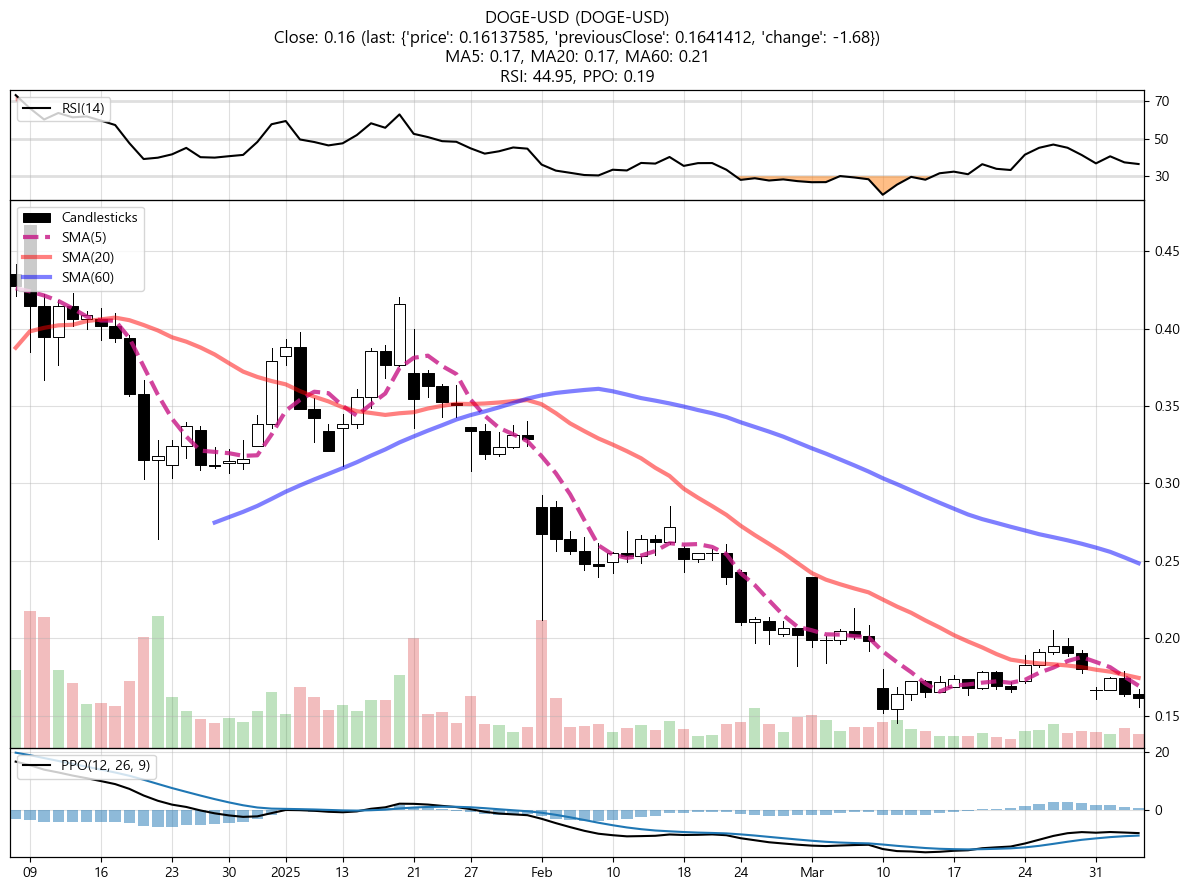 DOGE-USD (DOGE-USD)
Close: 0.16 (last: {'price': 0.16137585, 'previousClose': 0.1641412, 'change': -1.68})
MA5: 0.17, MA20: 0.17, MA60: 0.21
RSI: 44.95, PPO: 0.19
RSI(14)
70
50
30
Candlesticks
SMA(5)
SMA(20)
SMA(60)
0.45
0.40
0.35
0.30
0.25
0.20
0.15
PPO(12, 26, 9)
20
0
09 16 23 30 2025 13 21 27 Feb 10 18 24 Mar 10 17 24 31